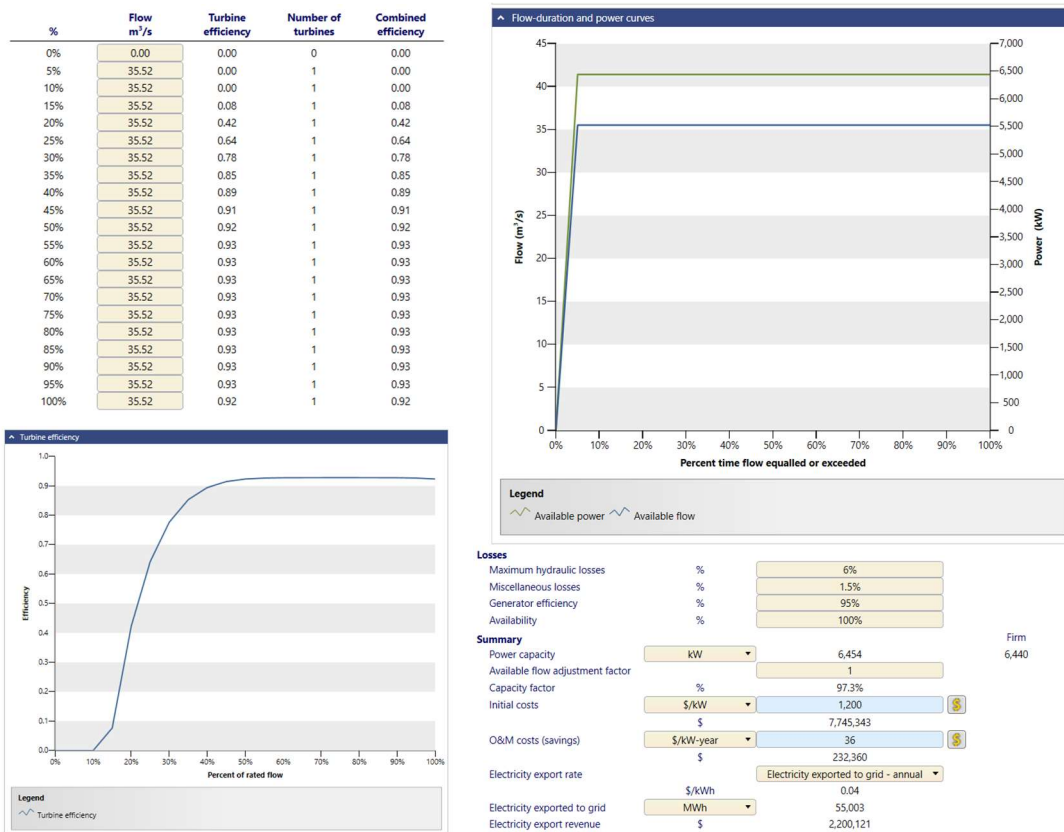 % Flow m³/s Turbine efficiency Number of turbines Combined efficiency
0% 0.00 0.00 0 0.00
5% 35.52 0.00 1 0.00
10% 35.52 0.00 1 0.00
15% 35.52 0.08 1 0.08
20% 35.52 0.42 1 0.42
25% 35.52 0.64 1 0.64
30% 35.52 0.78 1 0.78
35% 35.52 0.85 1 0.85
40% 35.52 0.89 1 0.89
45% 35.52 0.91 1 0.91
50% 35.52 0.92 1 0.92
55% 35.52 0.93 1 0.93
60% 35.52 0.93 1 0.93
65% 35.52 0.93 1 0.93
70% 35.52 0.93 1 0.93
75% 35.52 0.93 1 0.93
80% 35.52 0.93 1 0.93
85% 35.52 0.93 1 0.93
90% 35.52 0.93 1 0.93
95% 35.52 0.93 1 0.93
100% 35.52 0.92 1 0.92
Turbine efficiency
1.0
0.9
0.8
0.7
0.6
0.5
0.4
0.3
0.2
0.1
0.0
Efficiency
0% 10% 20% 30% 40% 50% 60% 70% 80% 90% 100%
Percent of rated flow
Legend
Turbine efficiency
Flow-duration and power curves
45
40
35
30
25
20
15
10
5
0
Flow (m³/s)
7,000
6,500
6,000
5,500
5,000
4,500
4,000
3,500
3,000
2,500
2,000
1,500
1,000
500
0
Power (kW)
0% 10% 20% 30% 40% 50% 60% 70% 80% 90% 100%
Percent time flow equalled or exceeded
Legend
Available power Available flow
Losses
Maximum hydraulic losses % 6%
Miscellaneous losses % 1.5%
Generator efficiency % 95%
Availability % 100%
Summary Firm
Power capacity kW 6,454 6,440
Available flow adjustment factor 1
Capacity factor % 97.3%
Initial costs $/kW 1,200 $
$ 7,745,343
O&M costs (savings) $/kW-year 36 $
$ 232,360
Electricity export rate Electricity exported to grid - annual
$/kWh 0.04
Electricity exported to grid MWh 55,003
Electricity export revenue $ 2,200,121